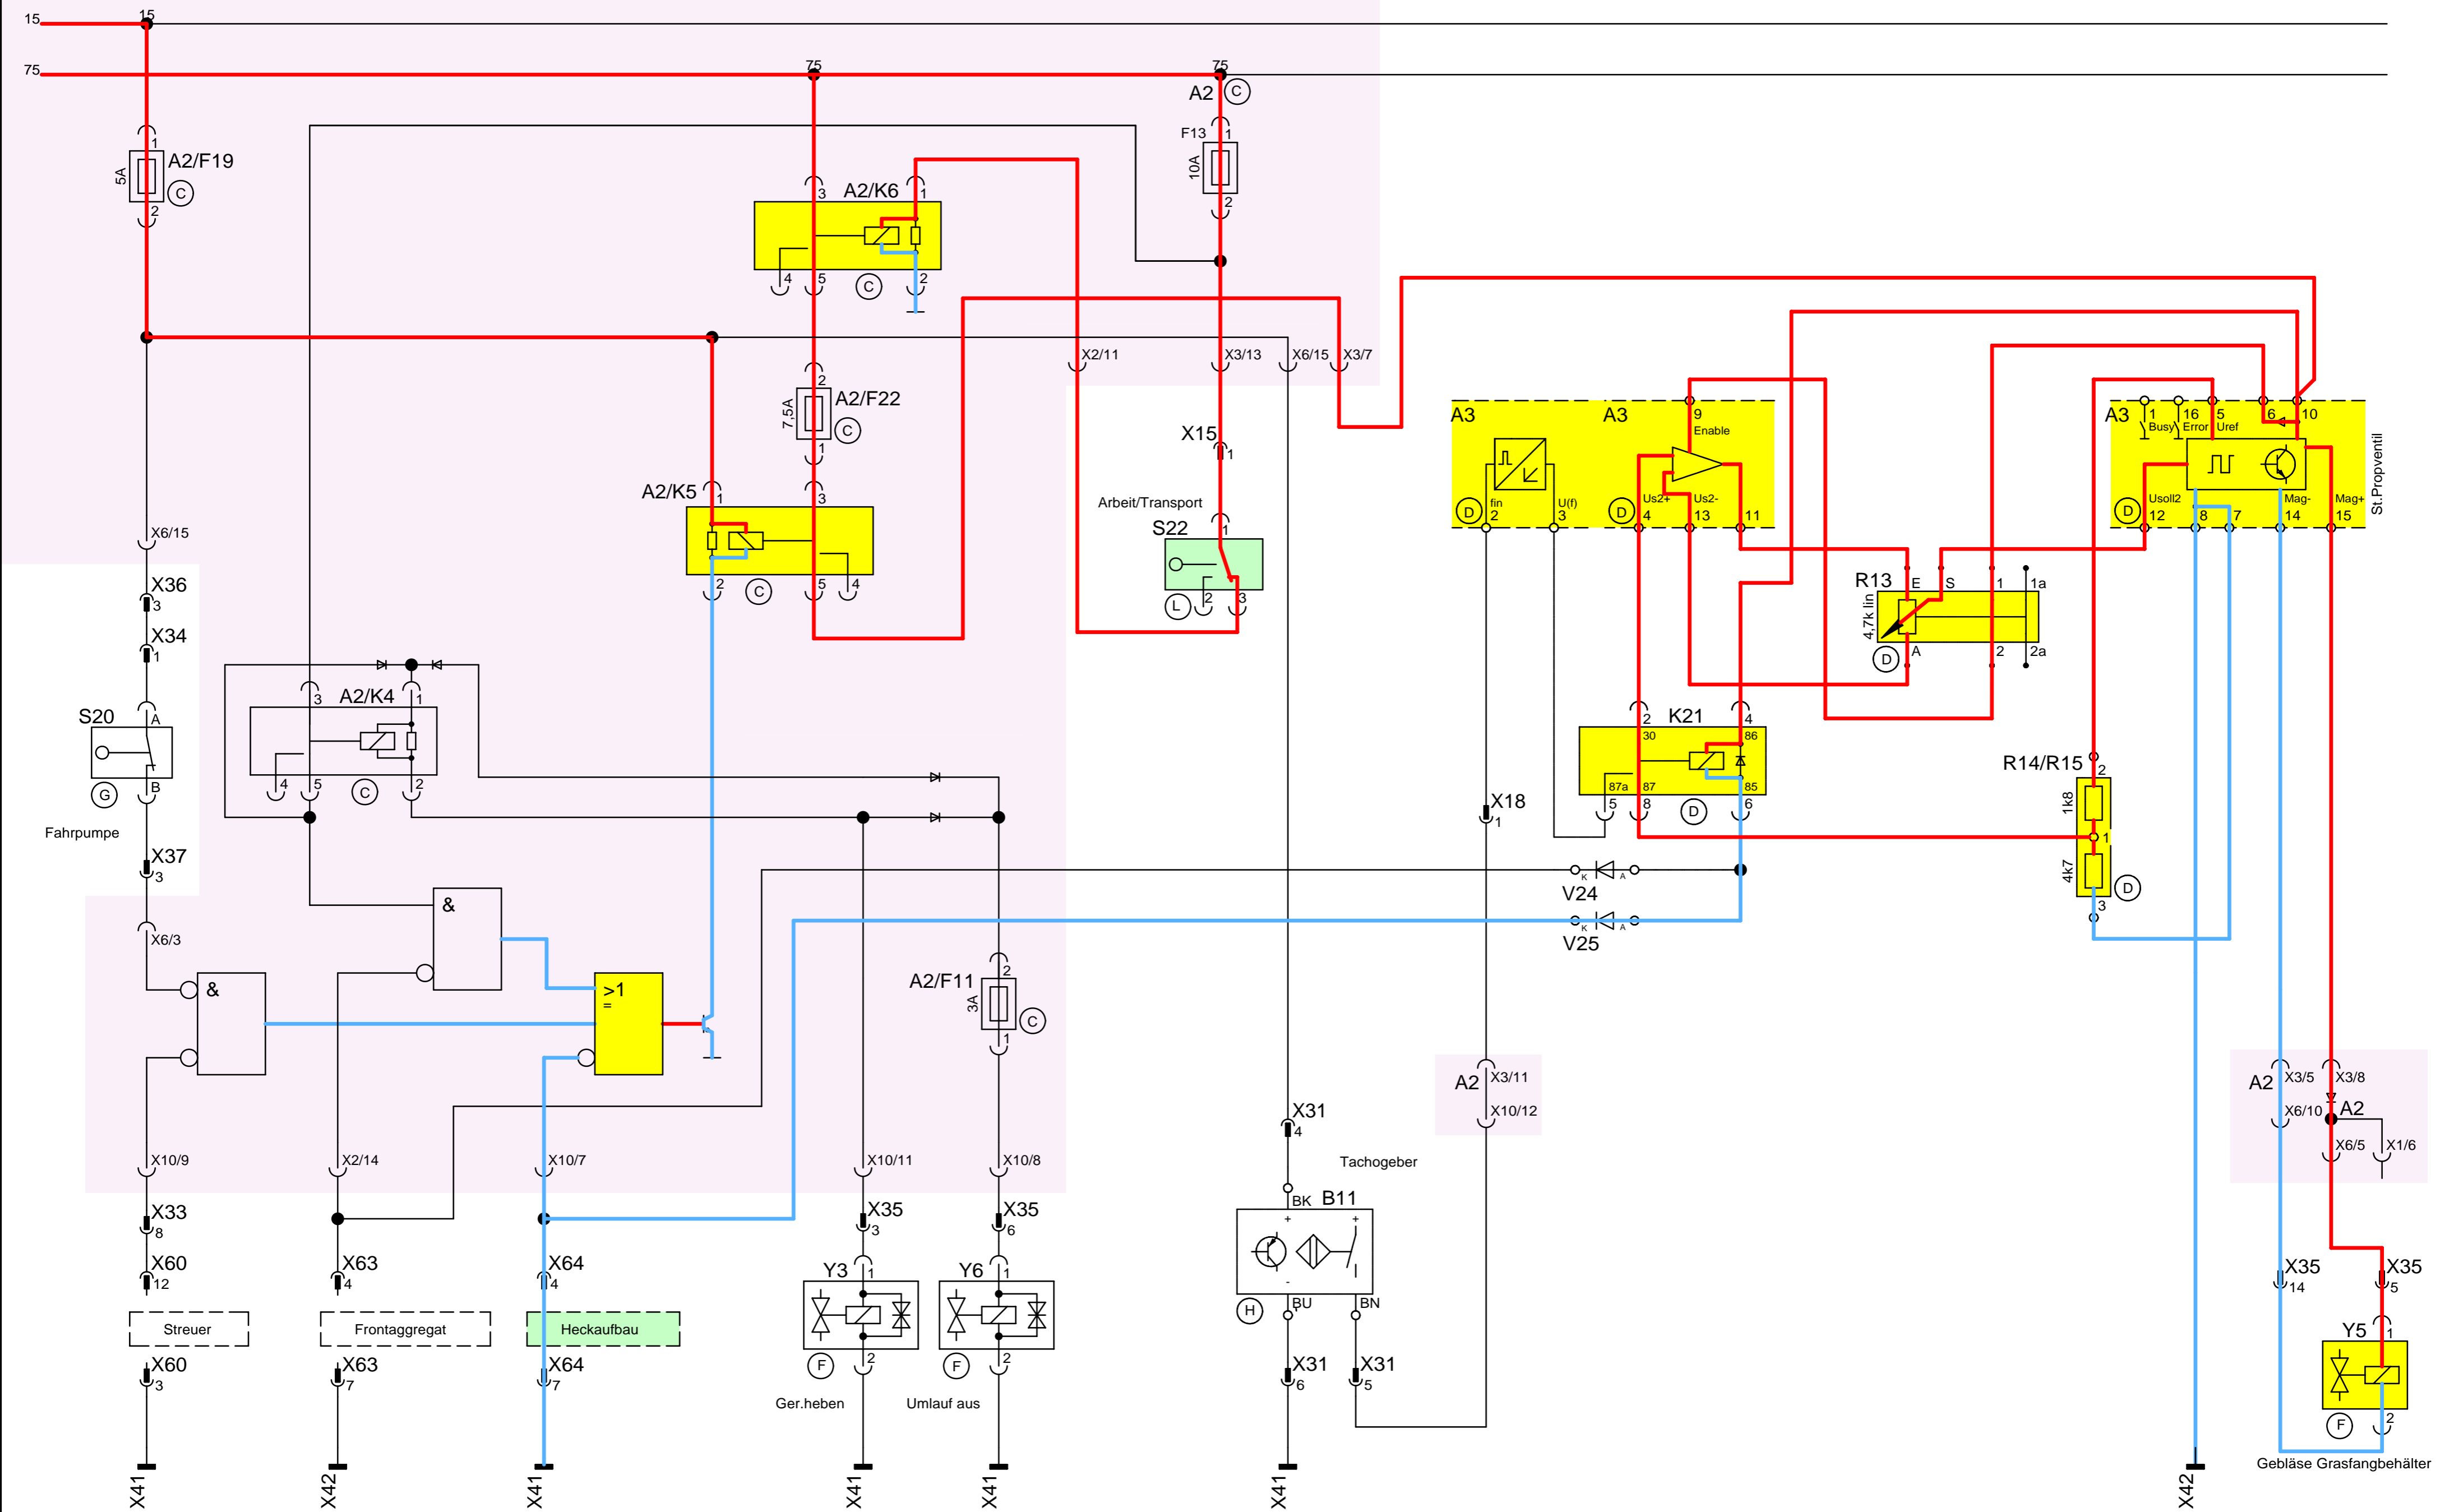 15
15
75
75
75
A2
C
F13
1
10A
2
1
A2/F19
5A
C
2
A2/K6
3
1
4
5
C
2
X2/11
X3/13
X6/15
X3/7
2
A2/F22
7,5A
C
1
X15
1
A2/K5
1
3
2
C
5
4
Arbeit/Transport
S22
1
L
2
3
A3
A3
9
Enable
D
fin
2
U(f)
3
D
Us2+
4
Us2-
13
11
A3
1
Busy
16
Error
5
Uref
6
10
St.Propventil
D
Usoll2
12
8
7
Mag-
14
Mag+
15
X6/15
X36
3
X34
1
S20
A
B
G
Fahrpumpe
X37
3
X6/3
A2/K4
3
1
4
5
C
2
R13
E
S
1
1a
4,7k lin
D
A
2
2a
K21
2
30
4
86
87a
87
85
5
8
D
6
R14/R15
2
1k8
1
4k7
3
D
X18
1
K
A
V24
K
A
V25
&
&
>1
=
A2/F11
2
3A
C
1
X10/9
X2/14
X10/7
X10/11
X10/8
X33
8
X60
12
Streuer
X60
3
X41
X63
4
Frontaggregat
X63
7
X42
X64
4
Heckaufbau
X64
7
X41
X35
3
Y3
1
F
2
Ger.heben
X41
X35
6
Y6
1
F
2
Umlauf aus
X41
X31
4
Tachogeber
BK
B11
+
+
-
H
BU
BN
X31
6
X31
5
X41
A2
X3/11
X10/12
A2
X3/5
X3/8
X6/10
A2
X6/5
X1/6
X35
14
X35
5
Y5
1
F
2
Gebläse Grasfangbehälter
X42